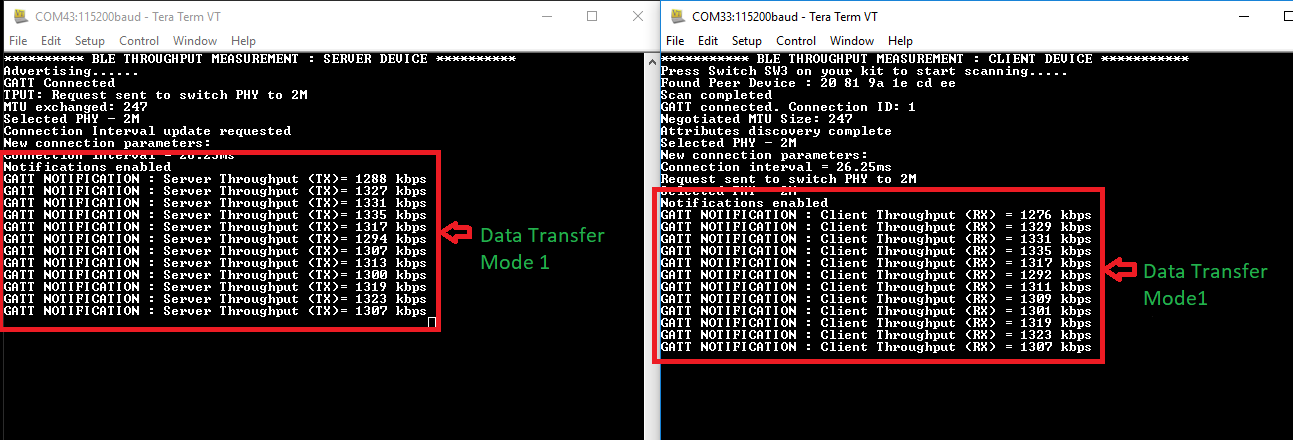 COM43:115200baud - Tera Term VT
File Edit Setup Control Window Help
********** BLE THROUGHPUT MEASUREMENT : SERVER DEVICE **********
Advertising......
GATT Connected
TPUT: Request sent to switch PHY to 2M
MTU exchanged: 247
Selected PHY - 2M
Connection Interval update requested
New connection parameters:
Connection interval = 26.25ms
Notifications enabled
GATT NOTIFICATION : Server Throughput (TX)= 1288 kbps
GATT NOTIFICATION : Server Throughput (TX)= 1327 kbps
GATT NOTIFICATION : Server Throughput (TX)= 1331 kbps
GATT NOTIFICATION : Server Throughput (TX)= 1335 kbps
GATT NOTIFICATION : Server Throughput (TX)= 1317 kbps
GATT NOTIFICATION : Server Throughput (TX)= 1294 kbps
GATT NOTIFICATION : Server Throughput (TX)= 1307 kbps
GATT NOTIFICATION : Server Throughput (TX)= 1313 kbps
GATT NOTIFICATION : Server Throughput (TX)= 1300 kbps
GATT NOTIFICATION : Server Throughput (TX)= 1319 kbps
GATT NOTIFICATION : Server Throughput (TX)= 1323 kbps
GATT NOTIFICATION : Server Throughput (TX)= 1307 kbps
Data Transfer
Mode 1
COM33:115200baud - Tera Term VT
File Edit Setup Control Window Help
*********** BLE THROUGHPUT MEASUREMENT : CLIENT DEVICE ***********
Press Switch SW3 on your kit to start scanning.....
Found Peer Device : 20 81 9a 1e cd ee
Scan completed
GATT connected. Connection ID: 1
Negotiated MTU Size: 247
Attributes discovery complete
Selected PHY - 2M
New connection parameters:
Connection interval = 26.25ms
Request sent to switch PHY to 2M
Selected PHY - 2M
Notifications enabled
GATT NOTIFICATION : Client Throughput (RX) = 1276 kbps
GATT NOTIFICATION : Client Throughput (RX) = 1329 kbps
GATT NOTIFICATION : Client Throughput (RX) = 1331 kbps
GATT NOTIFICATION : Client Throughput (RX) = 1335 kbps
GATT NOTIFICATION : Client Throughput (RX) = 1317 kbps
GATT NOTIFICATION : Client Throughput (RX) = 1292 kbps
GATT NOTIFICATION : Client Throughput (RX) = 1311 kbps
GATT NOTIFICATION : Client Throughput (RX) = 1309 kbps
GATT NOTIFICATION : Client Throughput (RX) = 1301 kbps
GATT NOTIFICATION : Client Throughput (RX) = 1319 kbps
GATT NOTIFICATION : Client Throughput (RX) = 1323 kbps
GATT NOTIFICATION : Client Throughput (RX) = 1307 kbps
Data Transfer
Mode1